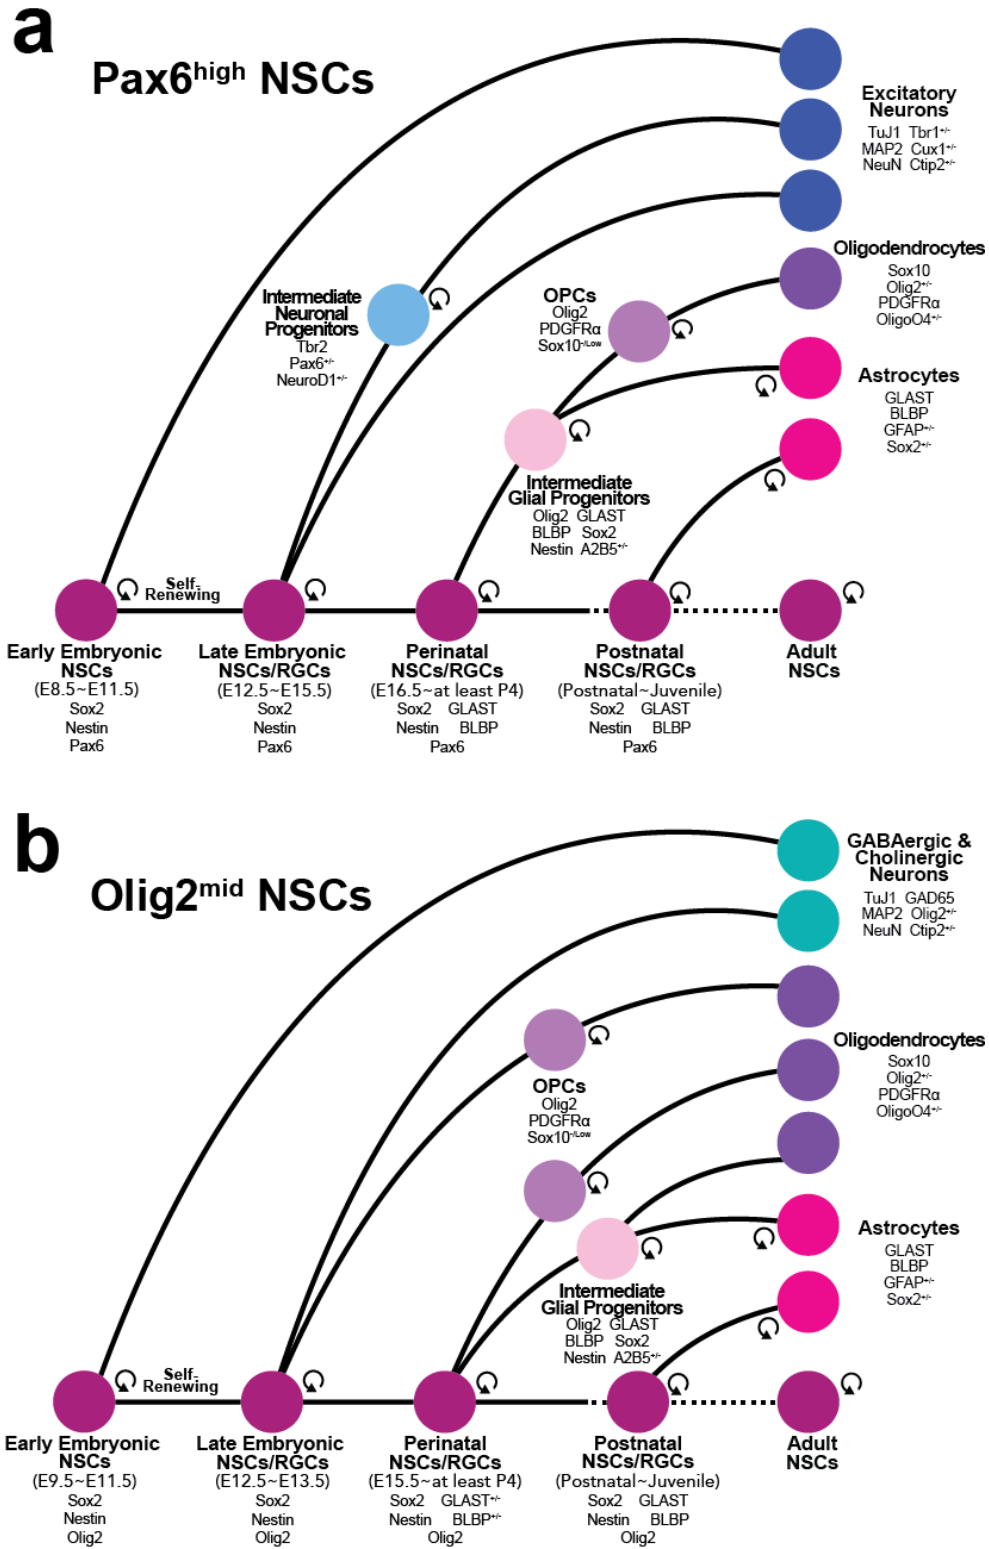 a
Pax6high NSCs
Excitatory
Neurons
TuJ1 Tbr1+/-
MAP2 Cux1+/-
NeuN Ctip2+/-
Oligodendrocytes
Sox10
Olig2+/-
PDGFRα
OligoO4+/-
Intermediate
Neuronal
Progenitors
Tbr2
Pax6+/-
NeuroD1+/-
OPCs
Olig2
PDGFRα
Sox10-/Low
Astrocytes
GLAST
BLBP
GFAP+/-
Sox2+/-
Intermediate
Glial Progenitors
Olig2 GLAST
BLBP Sox2
Nestin A2B5+/-
Self-
Renewing
Early Embryonic
NSCs
(E8.5~E11.5)
Sox2
Nestin
Pax6
Late Embryonic
NSCs/RGCs
(E12.5~E15.5)
Sox2
Nestin
Pax6
Perinatal
NSCs/RGCs
(E16.5~at least P4)
Sox2 GLAST
Nestin BLBP
Pax6
Postnatal
NSCs/RGCs
(Postnatal~Juvenile)
Sox2 GLAST
Nestin BLBP
Pax6
Adult
NSCs
b
Olig2mid NSCs
GABAergic &
Cholinergic
Neurons
TuJ1 GAD65
MAP2 Olig2+/-
NeuN Ctip2+/-
Oligodendrocytes
Sox10
Olig2+/-
PDGFRα
OligoO4+/-
OPCs
Olig2
PDGFRα
Sox10-/Low
Astrocytes
GLAST
BLBP
GFAP+/-
Sox2+/-
Intermediate
Glial Progenitors
Olig2 GLAST
BLBP Sox2
Nestin A2B5+/-
Self-
Renewing
Early Embryonic
NSCs
(E9.5~E11.5)
Sox2
Nestin
Olig2
Late Embryonic
NSCs/RGCs
(E12.5~E13.5)
Sox2
Nestin
Olig2
Perinatal
NSCs/RGCs
(E15.5~at least P4)
Sox2 GLAST+/-
Nestin BLBP+/-
Olig2
Postnatal
NSCs/RGCs
(Postnatal~Juvenile)
Sox2 GLAST
Nestin BLBP
Olig2
Adult
NSCs